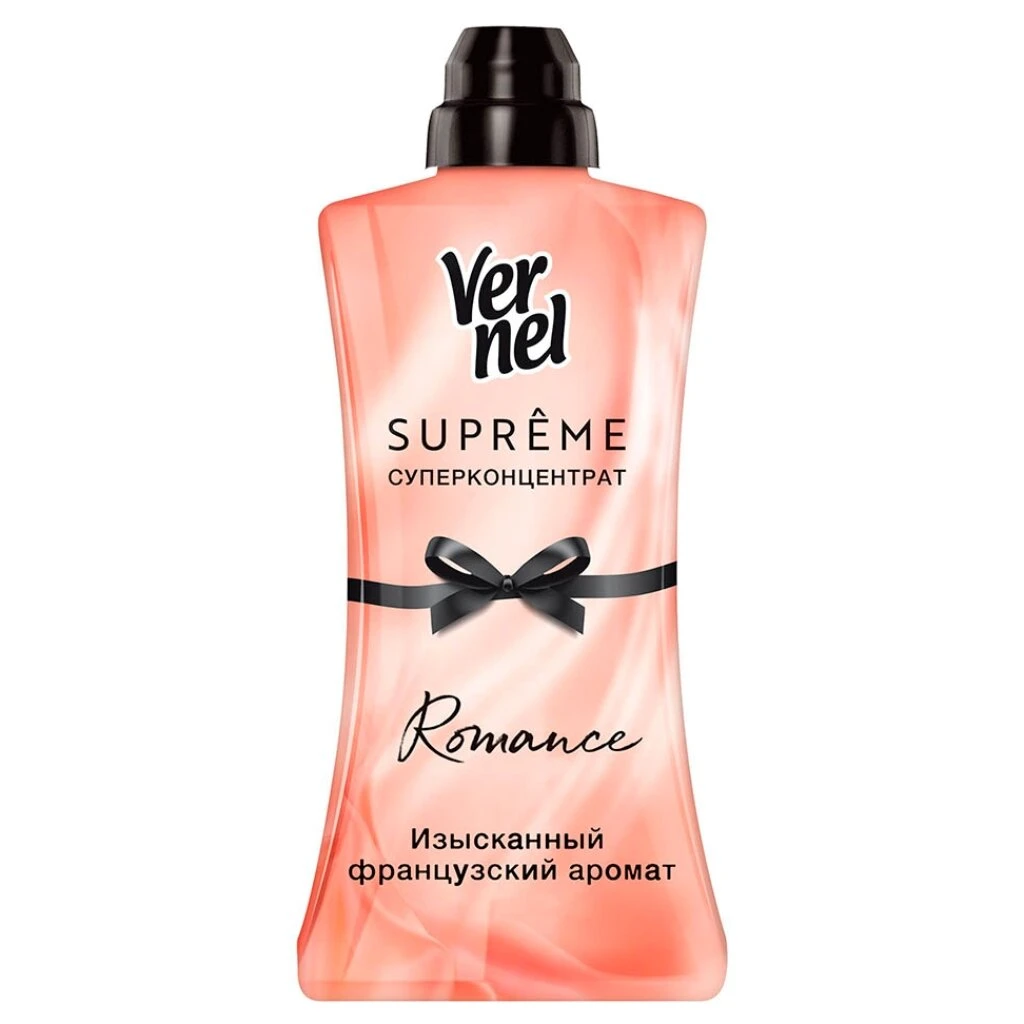 Ver
nel
SUPRÊME
СУПЕРКОНЦЕНТРАТ
Romance
Изысканный
французский аромат